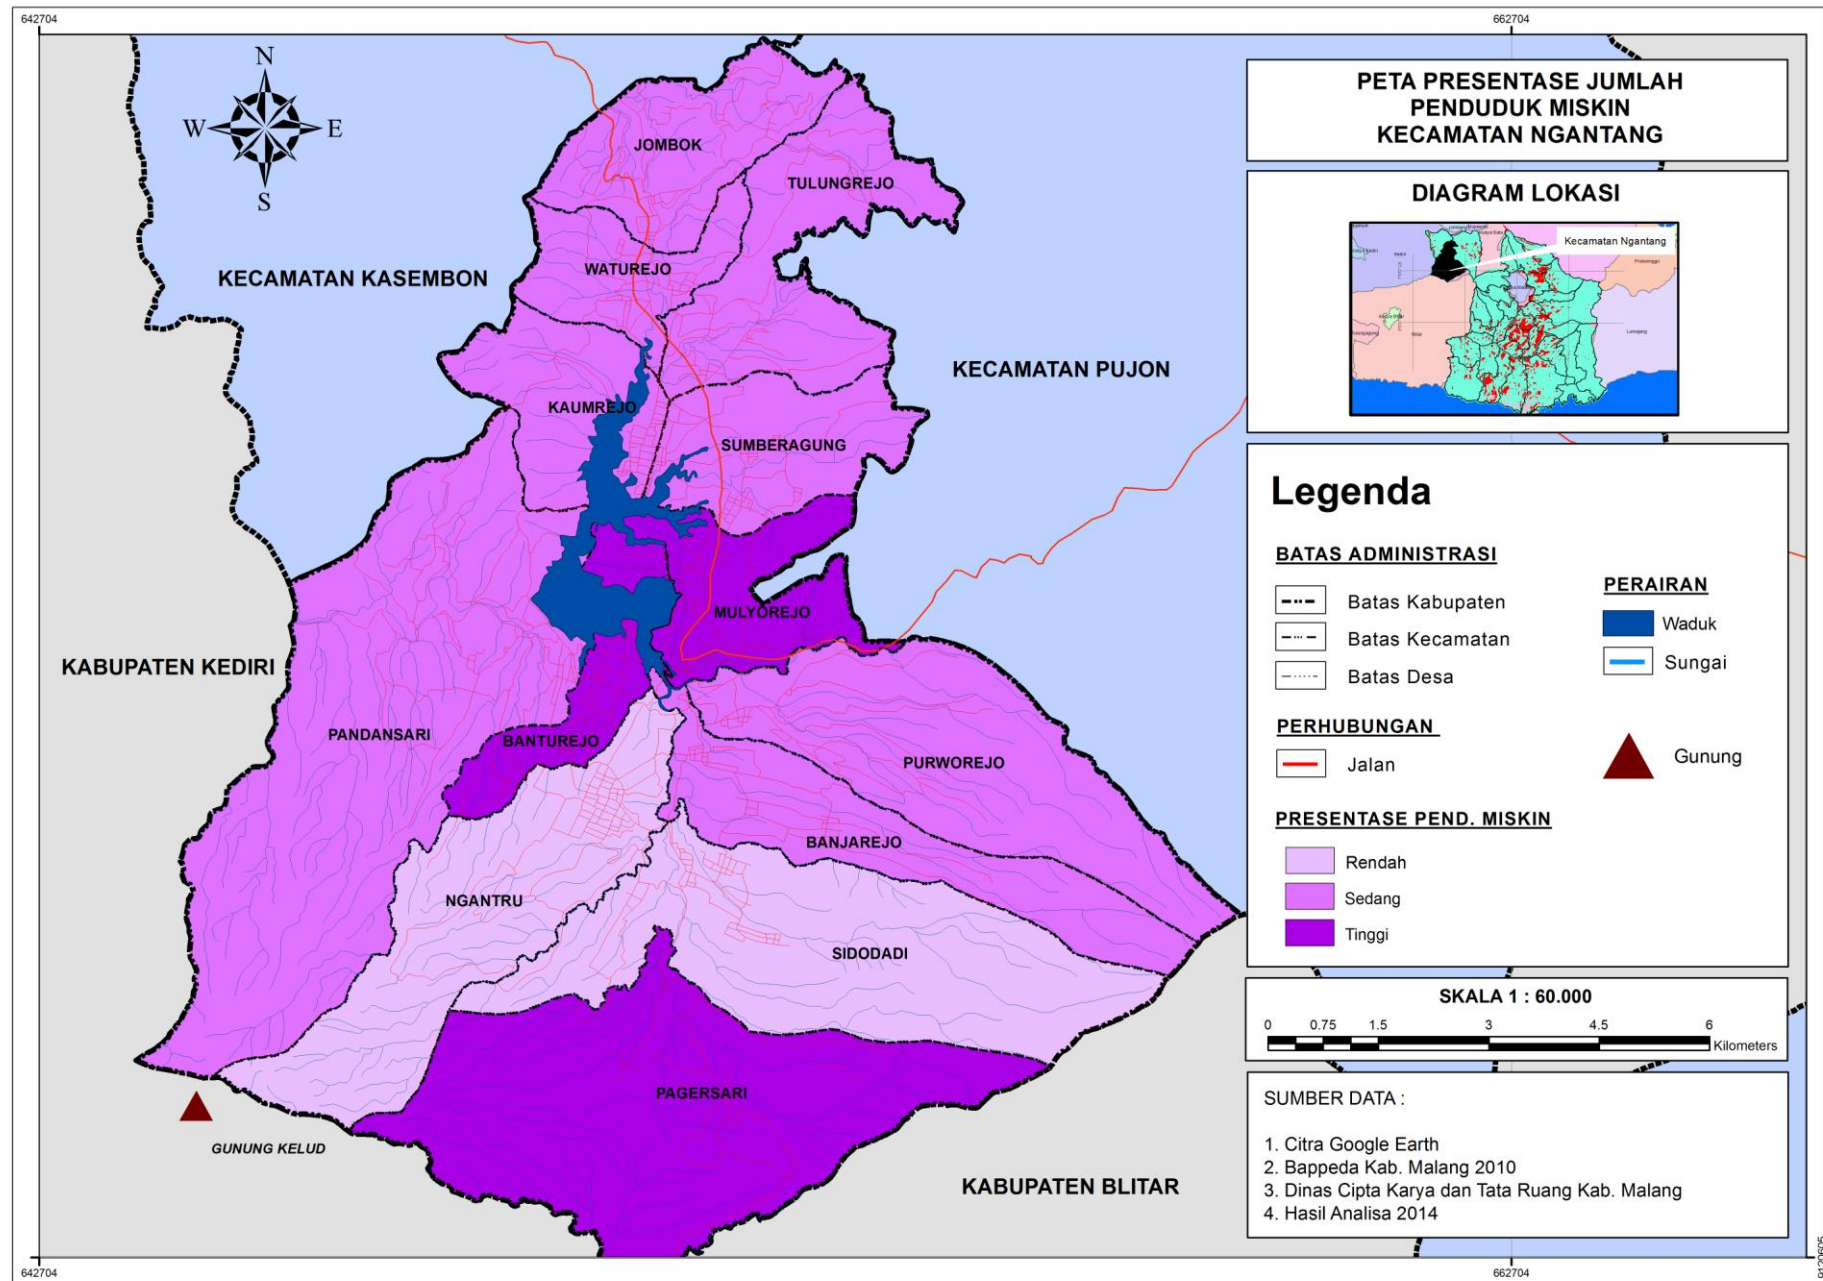 642704
662704
N
W
E
S
PETA PRESENTASE JUMLAH
PENDUDUK MISKIN
KECAMATAN NGANTANG
DIAGRAM LOKASI
Kecamatan Ngantang
Probolinggo
Lumajang
Blitar
JOMBOK
TULUNGREJO
WATUREJO
KECAMATAN KASEMBON
KECAMATAN PUJON
KAUMREJO
SUMBERAGUNG
MULYOREJO
KABUPATEN KEDIRI
PANDANSARI
BANTUREJO
PURWOREJO
BANJAREJO
NGANTRU
SIDODADI
PAGERSARI
GUNUNG KELUD
KABUPATEN BLITAR
Legenda
BATAS ADMINISTRASI
Batas Kabupaten
Batas Kecamatan
Batas Desa
PERAIRAN
Waduk
Sungai
PERHUBUNGAN
Jalan
Gunung
PRESENTASE PEND. MISKIN
Rendah
Sedang
Tinggi
SKALA 1 : 60.000
0 0.75 1.5 3 4.5 6
Kilometers
SUMBER DATA :
1. Citra Google Earth
2. Bappeda Kab. Malang 2010
3. Dinas Cipta Karya dan Tata Ruang Kab. Malang
4. Hasil Analisa 2014
642704
662704